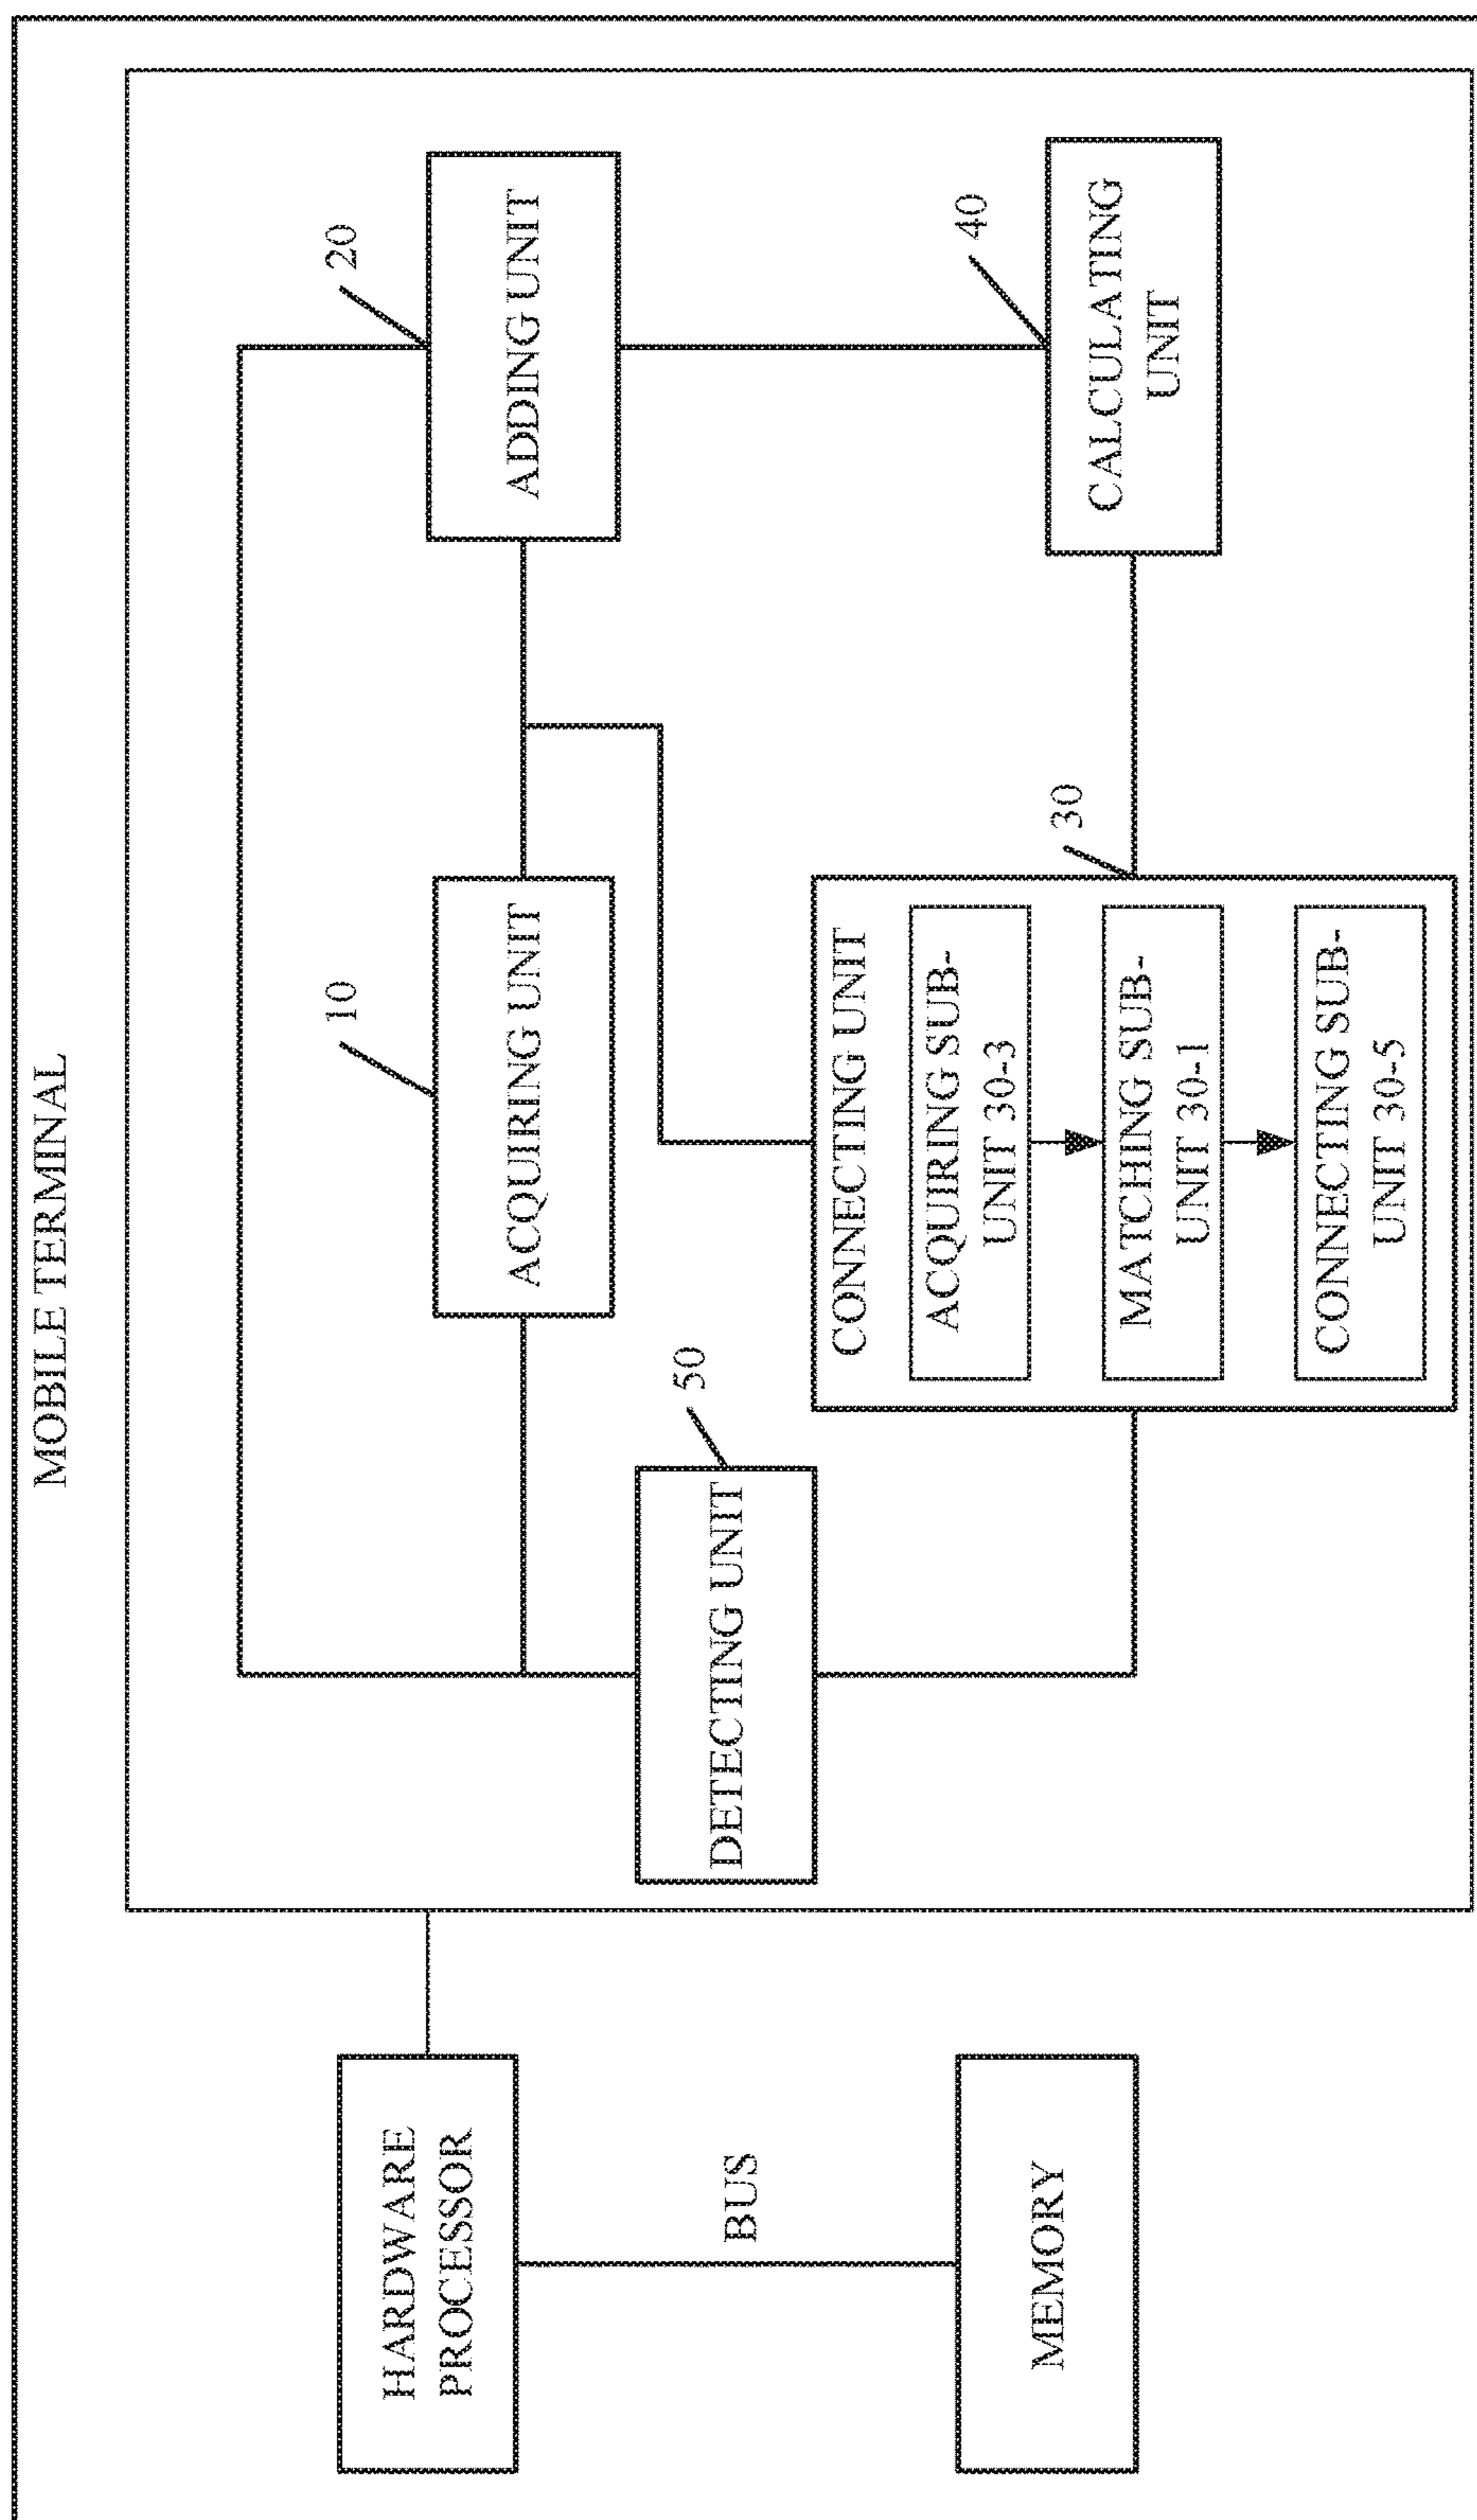 MOBILE TERMINAL
HARDWARE
PROCESSOR
BUS
MEMORY
10
ACQUIRING UNIT
20
ADDING UNIT
50
DETECTING UNIT
30
CONNECTING UNIT
ACQUIRING SUB-
UNIT 30-3
MATCHING SUB-
UNIT 30-1
CONNECTING SUB-
UNIT 30-5
40
CALCULATING
UNIT